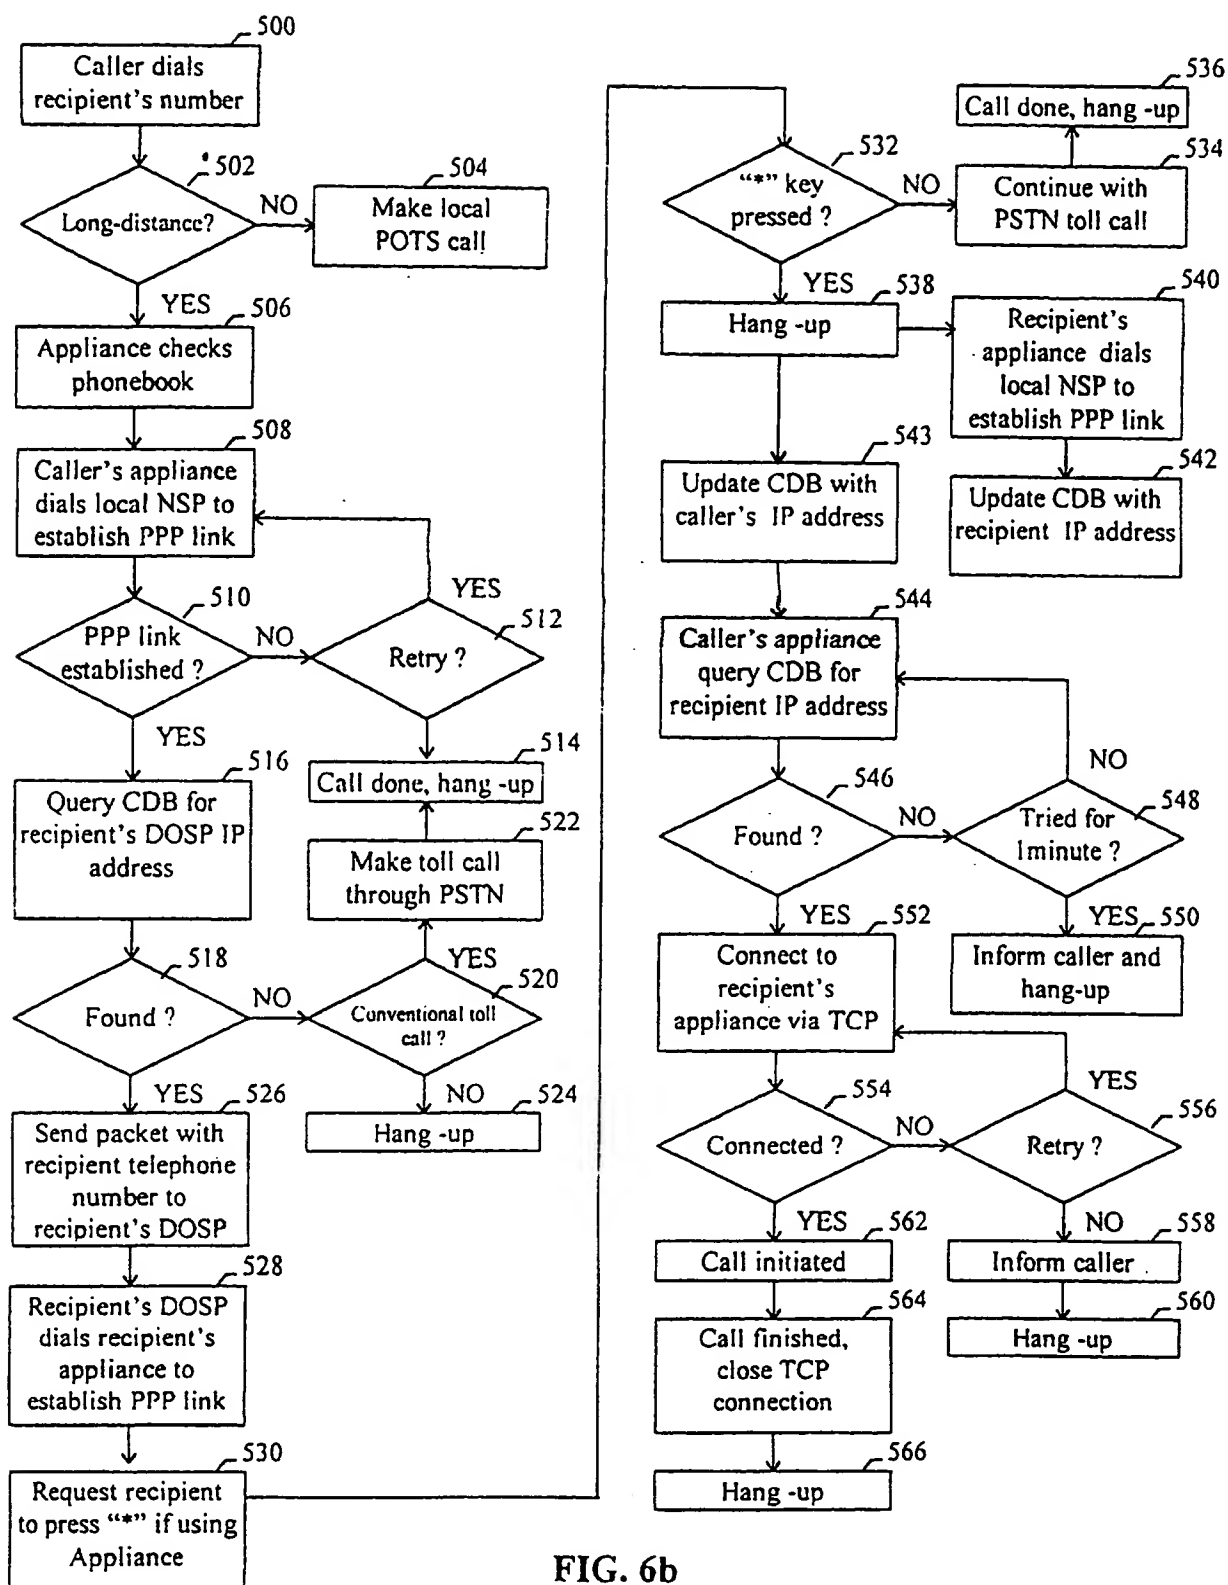 500
Caller dials
recipient's number
502
Long-distance?
NO
504
Make local
POTS call
YES
506
Appliance checks
phonebook
508
Caller's appliance
dials local NSP to
establish PPP link
510
PPP link
established ?
NO
YES
512
Retry ?
YES
514
Call done, hang -up
516
Query CDB for
recipient's DOSP IP
address
522
Make toll call
through PSTN
518
Found ?
NO
YES
520
Conventional toll
call ?
NO
524
Hang -up
YES
526
Send packet with
recipient telephone
number to
recipient's DOSP
528
Recipient's DOSP
dials recipient's
appliance to
establish PPP link
530
Request recipient
to press “*” if using
Appliance
532
“*” key
pressed ?
NO
534
Continue with
PSTN toll call
536
Call done, hang -up
YES
538
Hang -up
540
Recipient's
appliance dials
local NSP to
establish PPP link
542
Update CDB with
recipient IP address
543
Update CDB with
caller's IP address
544
Caller's appliance
query CDB for
recipient IP address
546
Found ?
NO
548
Tried for
1minute ?
NO
YES
550
Inform caller and
hang-up
YES
552
Connect to
recipient's
appliance via TCP
554
Connected ?
NO
556
Retry ?
YES
NO
558
Inform caller
560
Hang -up
YES
562
Call initiated
564
Call finished,
close TCP
connection
566
Hang -up
FIG. 6b